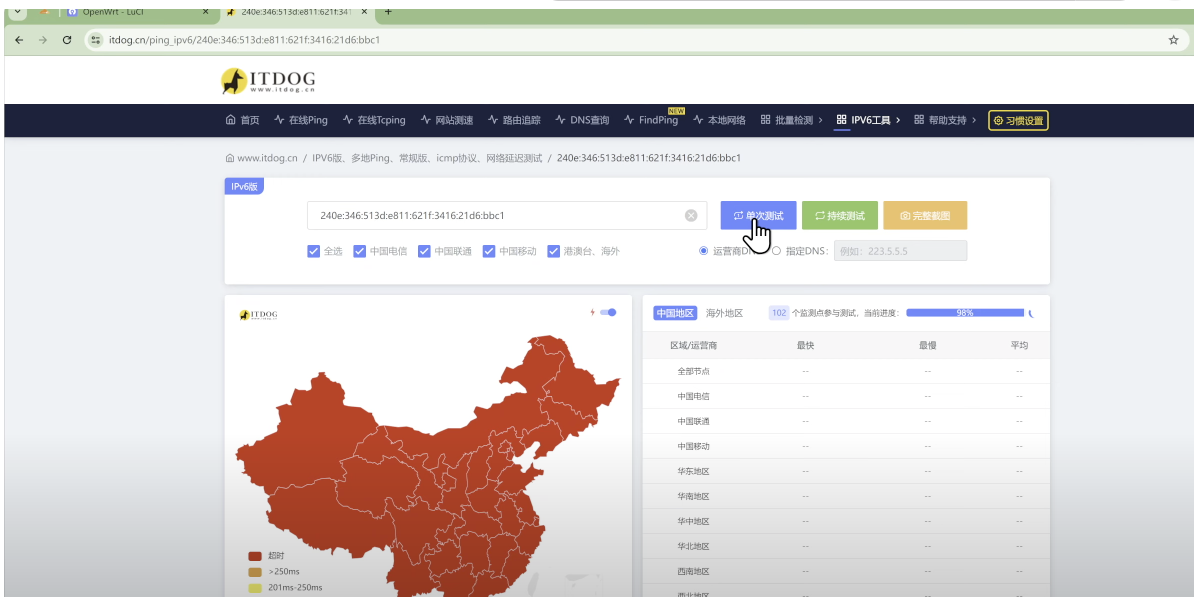 OpenWrt - LuCI × 240e:346:513d:e811:621f:341 × +
itdog.cn/ping_ipv6/240e:346:513d:e811:621f:3416:21d6:bbc1
ITDOG
www.itdog.cn
首页 在线Ping 在线Tcping 网站测速 路由追踪 DNS查询 FindPing NEW 本地网络 批量检测 › IPV6工具 › 帮助支持 › 习惯设置
www.itdog.cn / IPV6版、多地Ping、常规版、icmp协议、网络延迟测试 / 240e:346:513d:e811:621f:3416:21d6:bbc1
IPv6版
240e:346:513d:e811:621f:3416:21d6:bbc1 单次测试 持续测试 完整截图
全选 中国电信 中国联通 中国移动 港澳台、海外 运营商 指定DNS: 例如: 223.5.5.5
ITDOG
中国地区 海外地区 102 个监测点参与测试，当前进度: 98%
区域/运营商 最快 最慢 平均
全部节点 -- -- --
中国电信 -- -- --
中国联通 -- -- --
中国移动 -- -- --
华东地区 -- -- --
华南地区 -- -- --
华中地区 -- -- --
华北地区 -- -- --
西南地区 -- -- --
西北地区 -- -- --
超时
>250ms
201ms-250ms